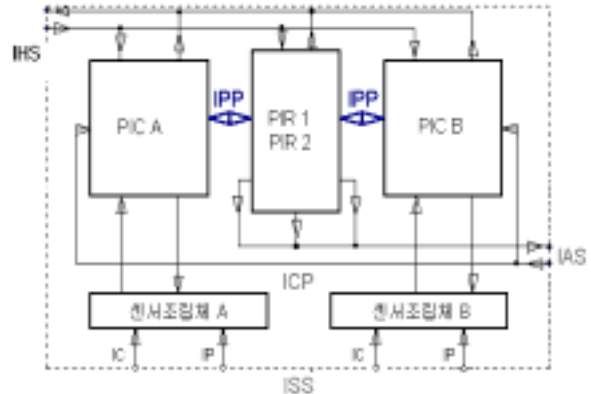 IHS
IPP
IPP
PIC A
PIR 1
PIR 2
PIC B
IAS
ICP
센서조립체 A
센서조립체 B
IC
IP
IC
IP
ISS